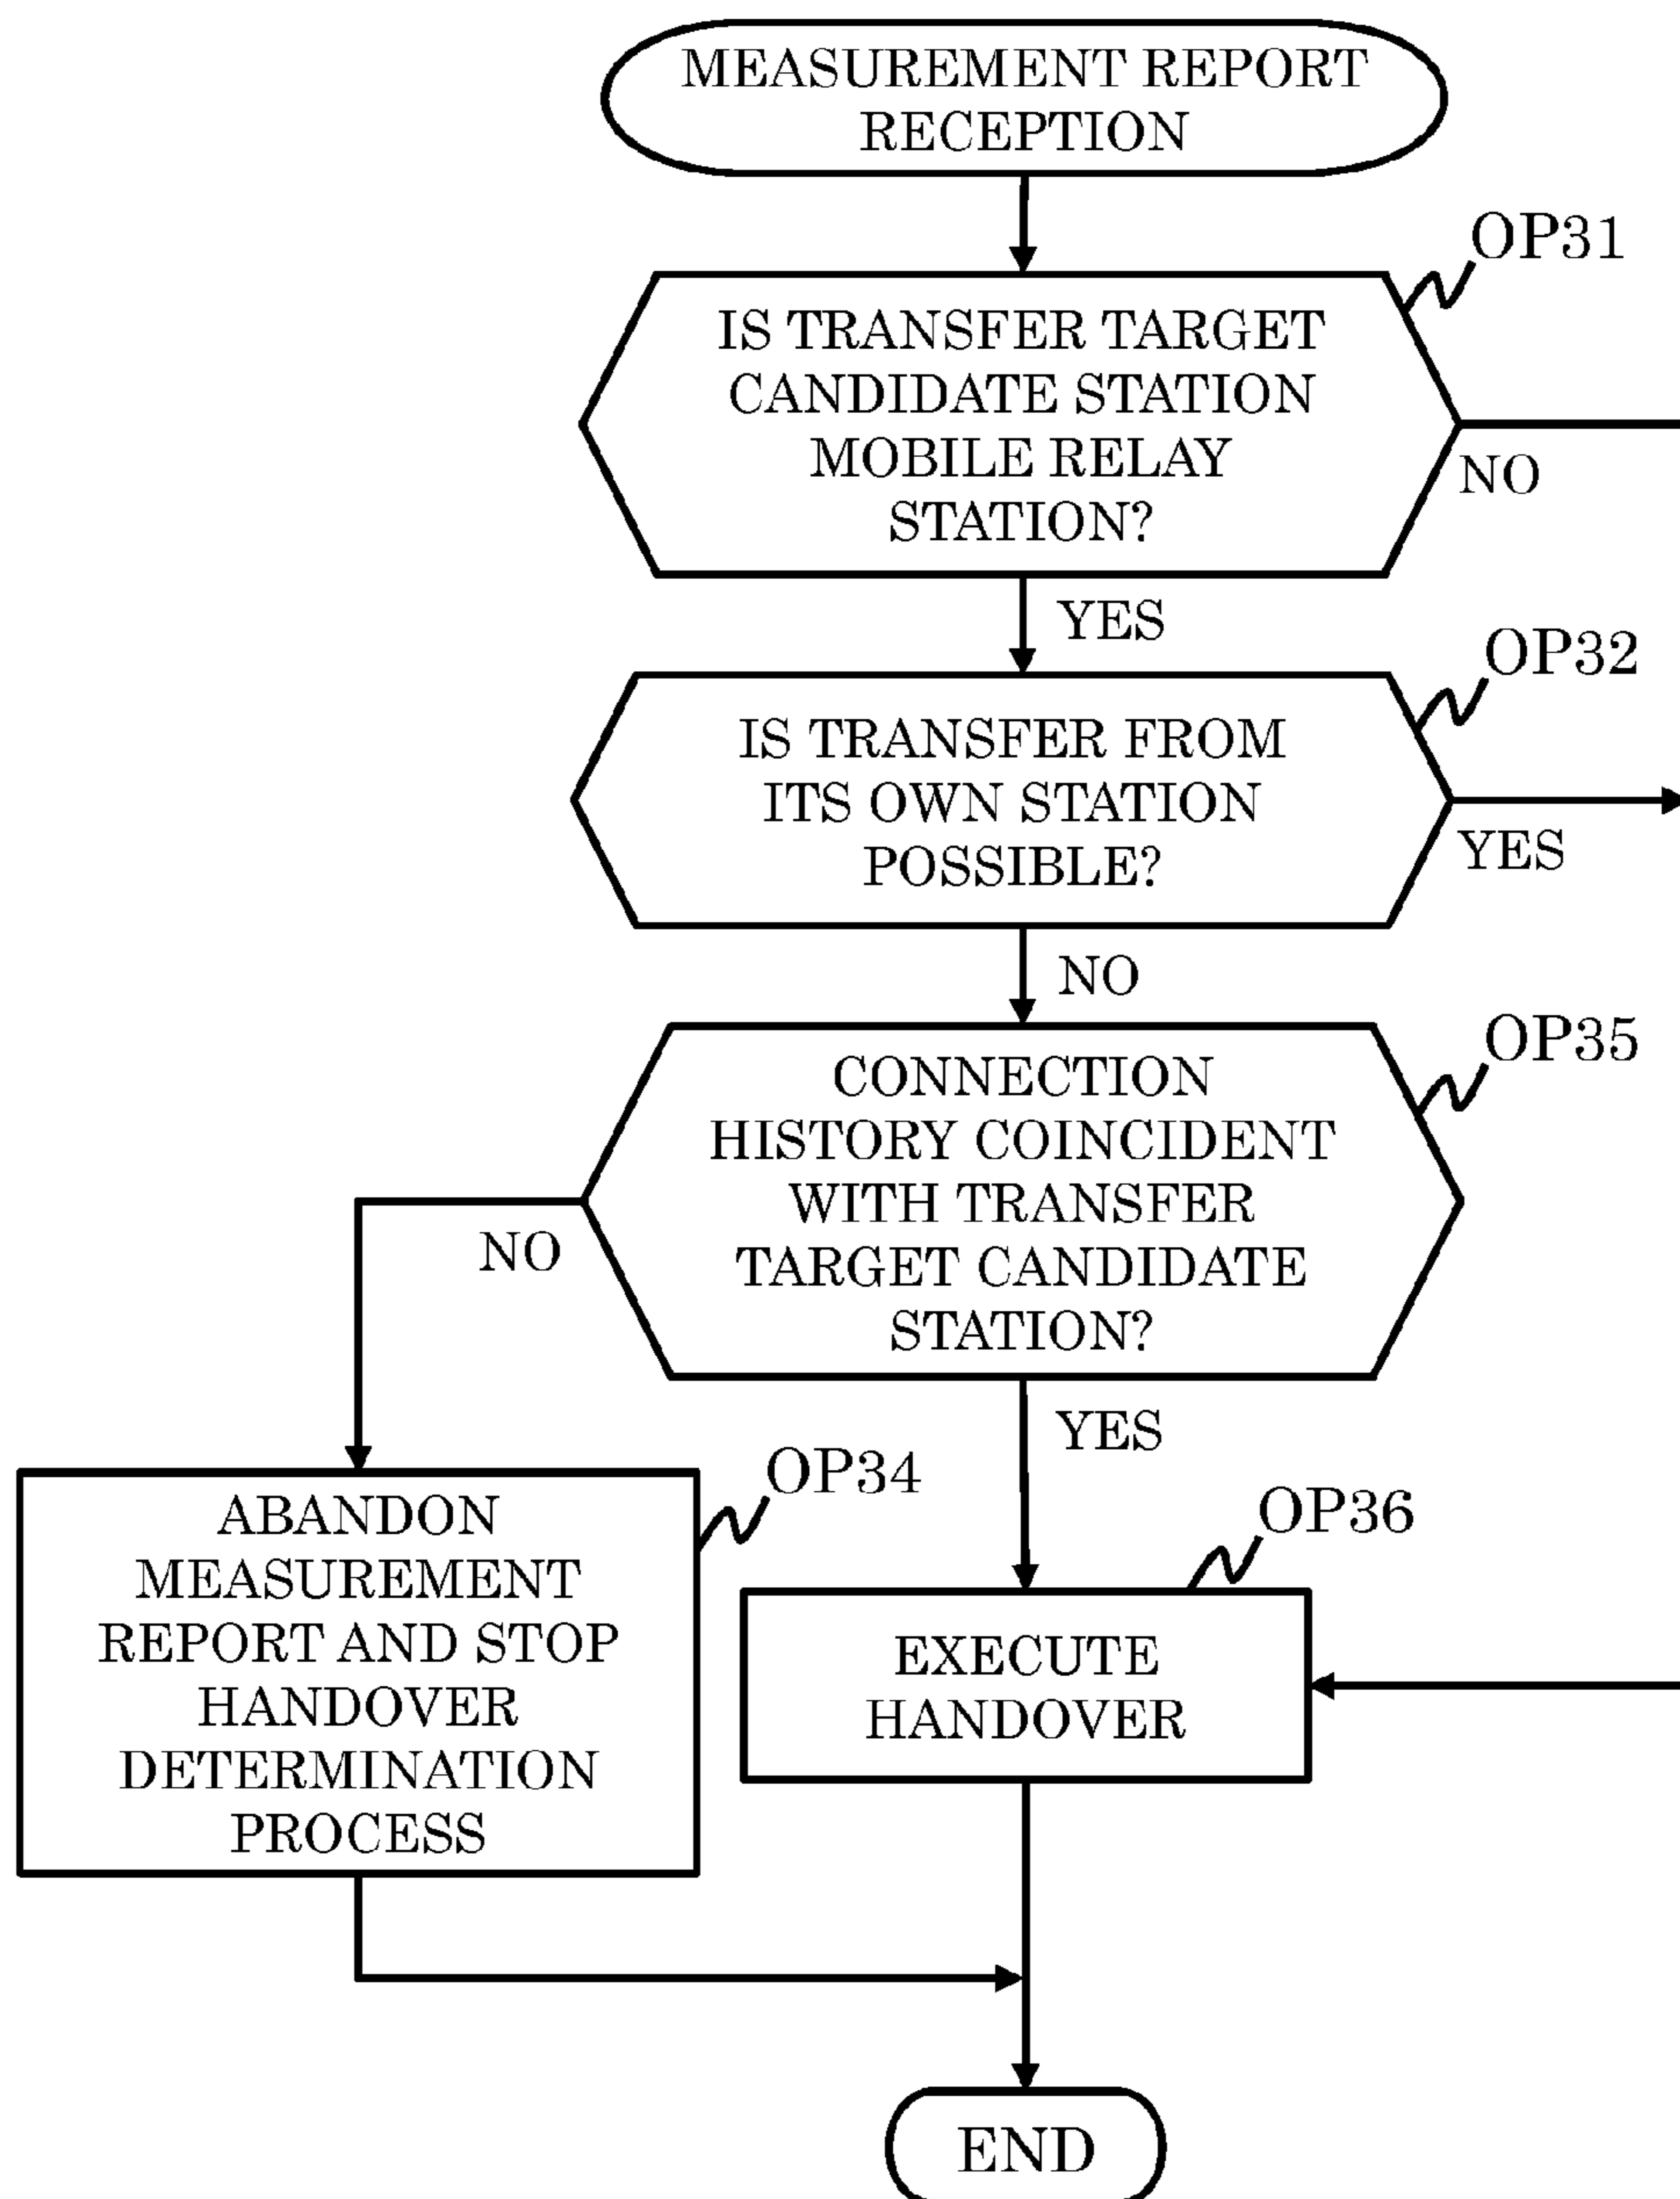 MEASUREMENT REPORT
RECEPTION
OP31
IS TRANSFER TARGET
CANDIDATE STATION
MOBILE RELAY
STATION?
NO
YES
OP32
IS TRANSFER FROM
ITS OWN STATION
POSSIBLE?
YES
NO
OP35
CONNECTION
HISTORY COINCIDENT
WITH TRANSFER
TARGET CANDIDATE
STATION?
NO
YES
OP34
ABANDON
MEASUREMENT
REPORT AND STOP
HANDOVER
DETERMINATION
PROCESS
OP36
EXECUTE
HANDOVER
END